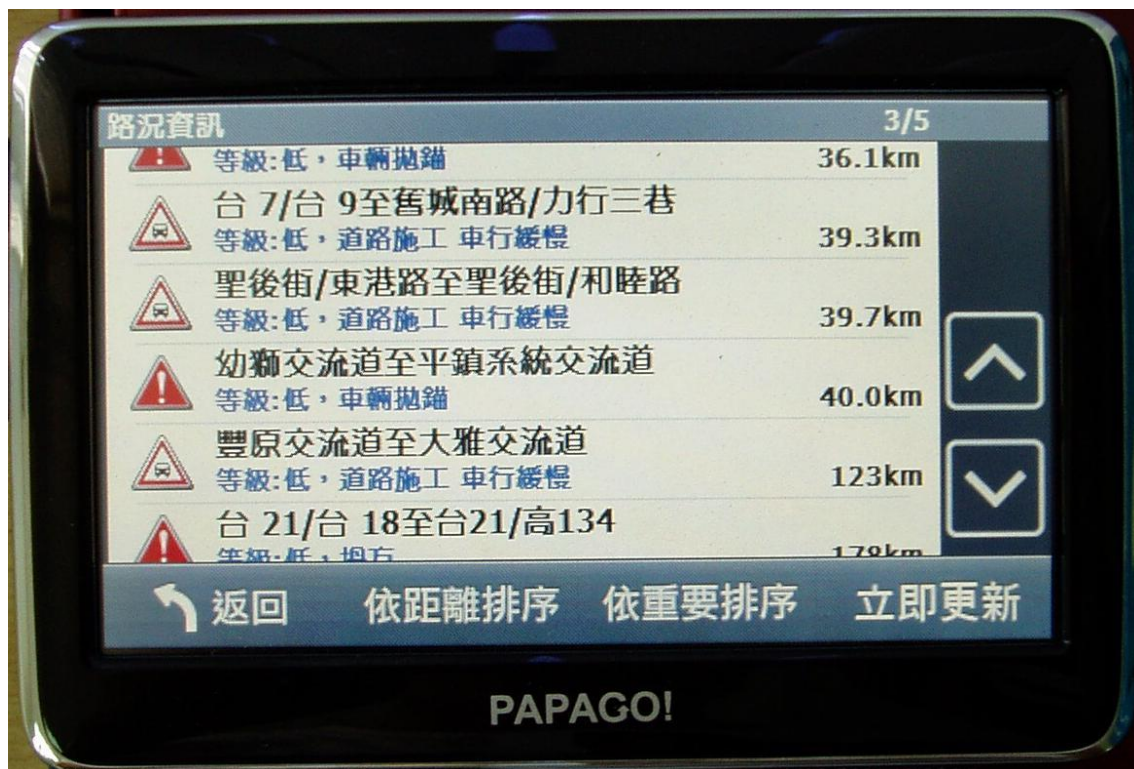 路況資訊 3/5
等級:低,車輛拋錨 36.1km
台 7/台 9至舊城南路/力行三巷
等級:低,道路施工 車行緩慢 39.3km
聖後街/東港路至聖後街/和睦路
等級:低,道路施工 車行緩慢 39.7km
幼獅交流道至平鎮系統交流道
等級:低,車輛拋錨 40.0km
豐原交流道至大雅交流道
等級:低,道路施工 車行緩慢 123km
台 21/台 18至台21/高134
等級:低,坍方 178km
返回 依距離排序 依重要排序 立即更新
PAPAGO!